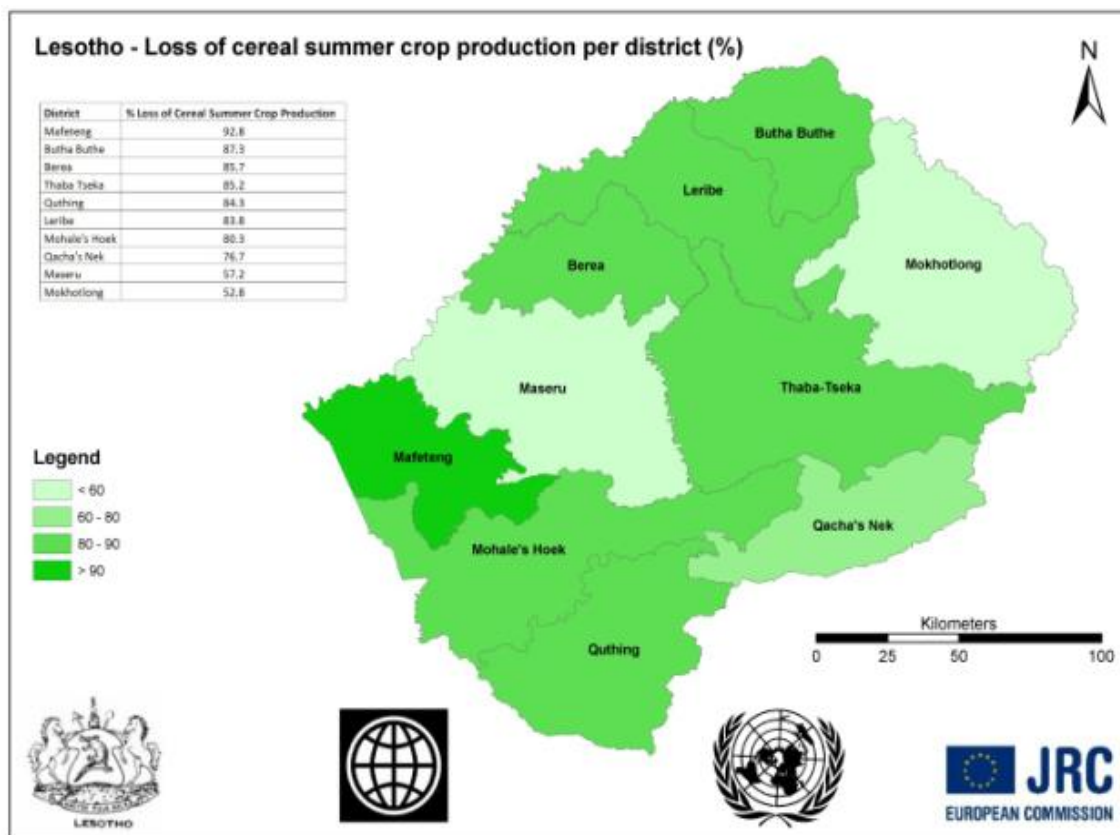 Lesotho - Loss of cereal summer crop production per district (%)
N
District % Loss of Cereal Summer Crop Production
Mafeteng 92.8
Butha Buthe 87.3
Berea 85.7
Thaba Tseka 85.2
Quthing 84.3
Leribe 83.8
Mohale's Hoek 80.3
Qacha's Nek 76.7
Maseru 57.2
Mokhotlong 52.8
Butha Buthe
Leribe
Mokhotlong
Berea
Maseru
Thaba-Tseka
Mafeteng
Qacha's Nek
Mohale's Hoek
Quthing
Legend
< 60
60 - 80
80 - 90
> 90
Kilometers
0 25 50 100
LESOTHO
JRC
EUROPEAN COMMISSION